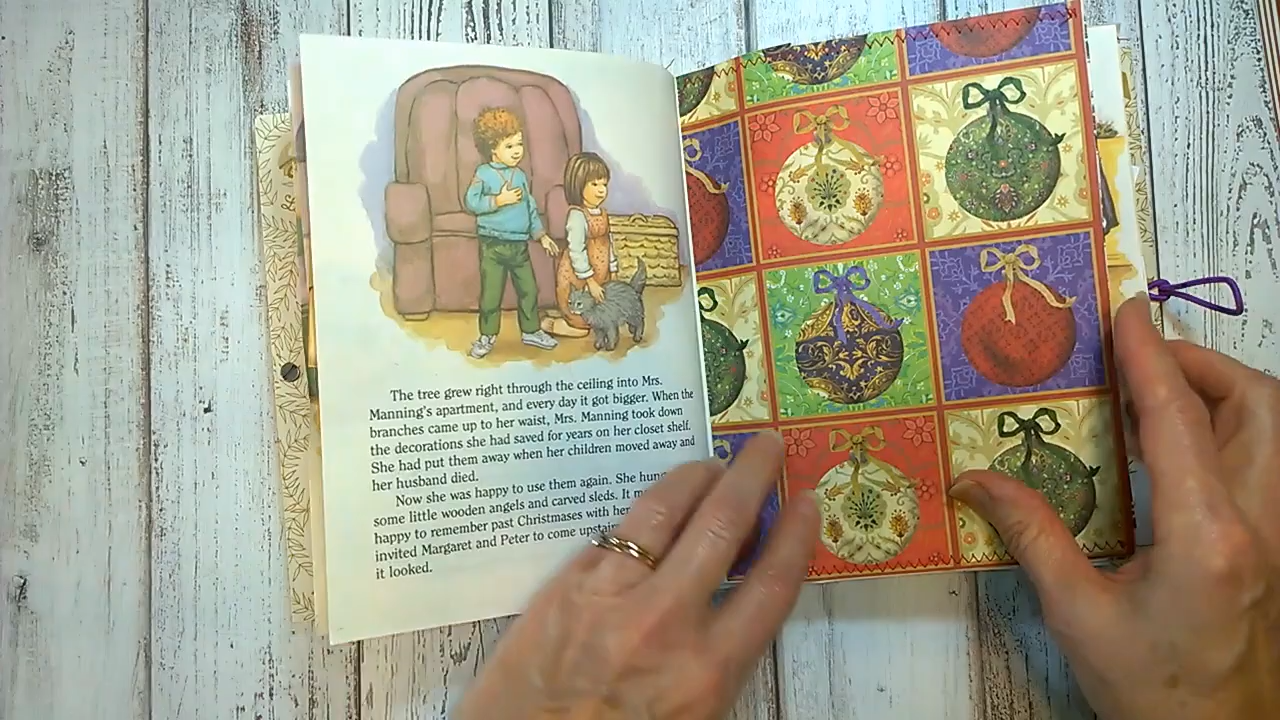 The tree grew right through the ceiling into Mrs.
Manning's apartment, and every day it got bigger. When the
branches came up to her waist, Mrs. Manning took down
the decorations she had saved for years on her closet shelf.
She had put them away when her children moved away and
her husband died.
Now she was happy to use them again. She hung
some little wooden angels and carved sleds. It
happy to remember past Christmases with her
invited Margaret and Peter to come
it looked.